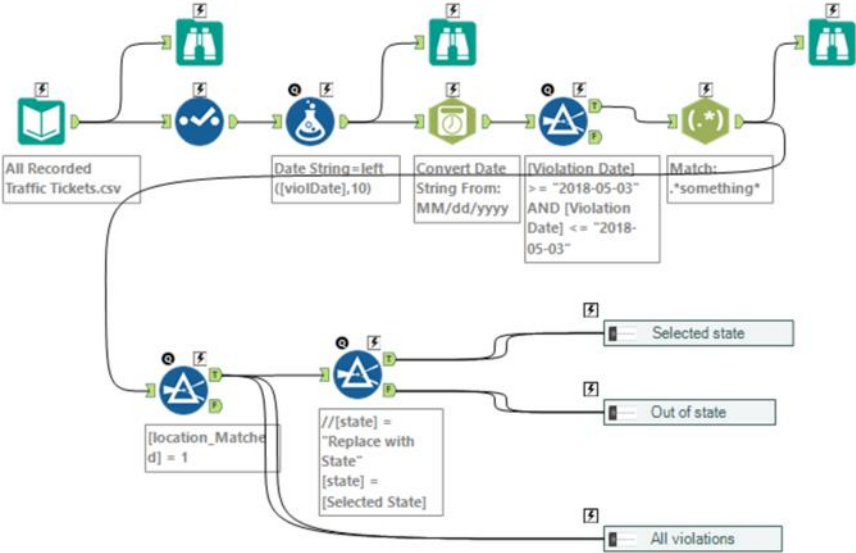 All Recorded
Traffic Tickets.csv
Date String=left
([violDate],10)
Convert Date
String From:
MM/dd/yyyy
[Violation Date]
>= "2018-05-03"
AND [Violation
Date] <= "2018-
05-03"
Match:
.*something*
T
F
(.*)
Q
Q
Selected state
Out of state
All violations
Q
T
F
[location_Matche
d] = 1
Q
T
F
//[state] =
"Replace with
State"
[state] =
[Selected State]